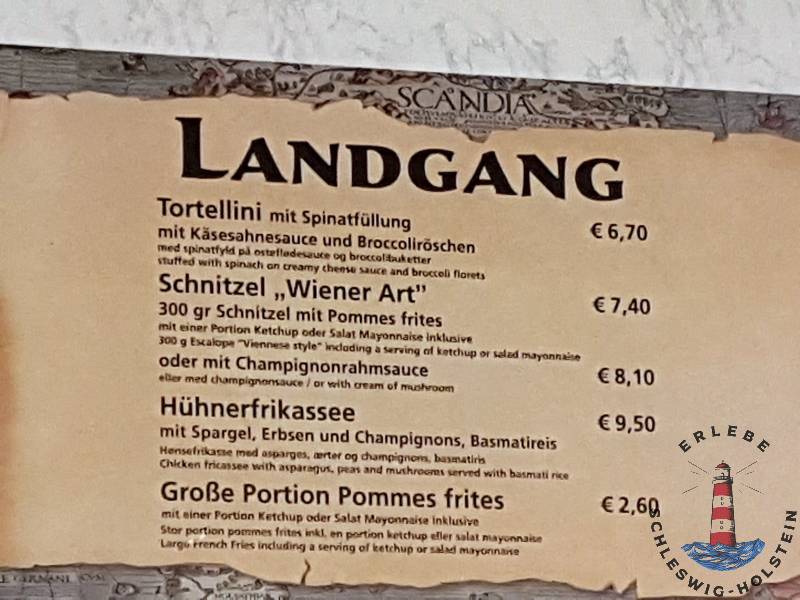 SCANDIA
LANDGANG
Tortellini mit Spinatfüllung € 6,70
mit Käsesahnesauce und Broccoliröschen
med spinatfyld på osteflødesauce og broccolibuketter
stuffed with spinach on creamy cheese sauce and broccoli florets
Schnitzel „Wiener Art” € 7,40
300 gr Schnitzel mit Pommes frites
mit einer Portion Ketchup oder Salat Mayonnaise inklusive
300 g Escalope "Viennese style" including a serving of ketchup or salad mayonnaise
oder mit Champignonrahmsauce € 8,10
eller med champignonsauce / or with cream of mushroom
Hühnerfrikassee € 9,50
mit Spargel, Erbsen und Champignons, Basmatireis
Hønsefrikasse med asparges, ærter og champignons, basmatiris
Chicken fricassee with asparagus, peas and mushrooms served with basmati rice
Große Portion Pommes frites € 2,60
mit einer Portion Ketchup oder Salat Mayonnaise inklusive
Stor portion pommes frites inkl. en portion ketchup eller salat mayonnaise
Large French Fries including a serving of ketchup or salad mayonnaise
ERLEBE
SCHLESWIG-HOLSTEIN